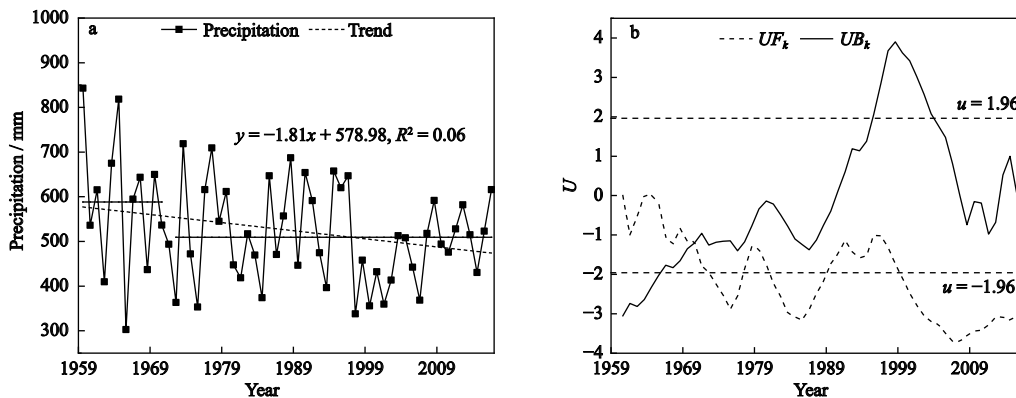 a
Precipitation
Trend
y = −1.81x + 578.98, R² = 0.06
Precipitation / mm
1000
900
800
700
600
500
400
300
1959
1969
1979
1989
1999
2009
Year
b
UFₖ
UBₖ
u = 1.96
u = −1.96
U
4
3
2
1
0
−1
−2
−3
−4
1959
1969
1979
1989
1999
2009
Year